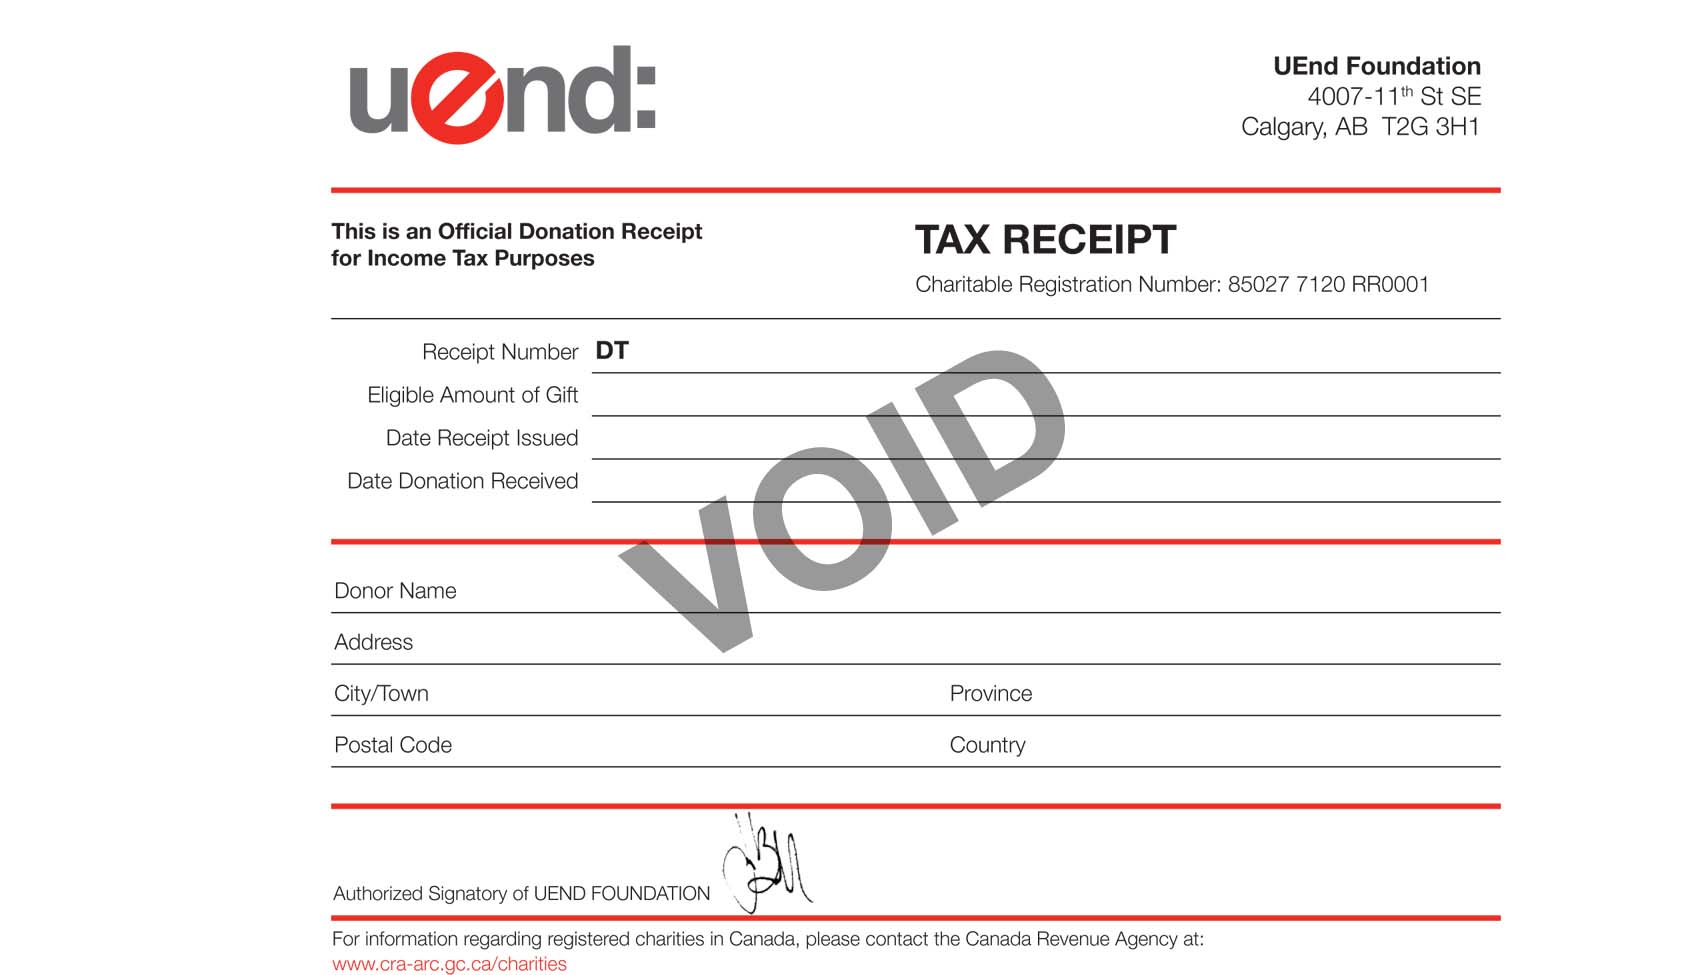 uend:
UEnd Foundation
4007-11th St SE
Calgary, AB T2G 3H1
This is an Official Donation Receipt
for Income Tax Purposes
TAX RECEIPT
Charitable Registration Number: 85027 7120 RR0001
Receipt Number DT
Eligible Amount of Gift
Date Receipt Issued
Date Donation Received
VOID
Donor Name
Address
City/Town Province
Postal Code Country
Authorized Signatory of UEND FOUNDATION
For information regarding registered charities in Canada, please contact the Canada Revenue Agency at:
www.cra-arc.gc.ca/charities